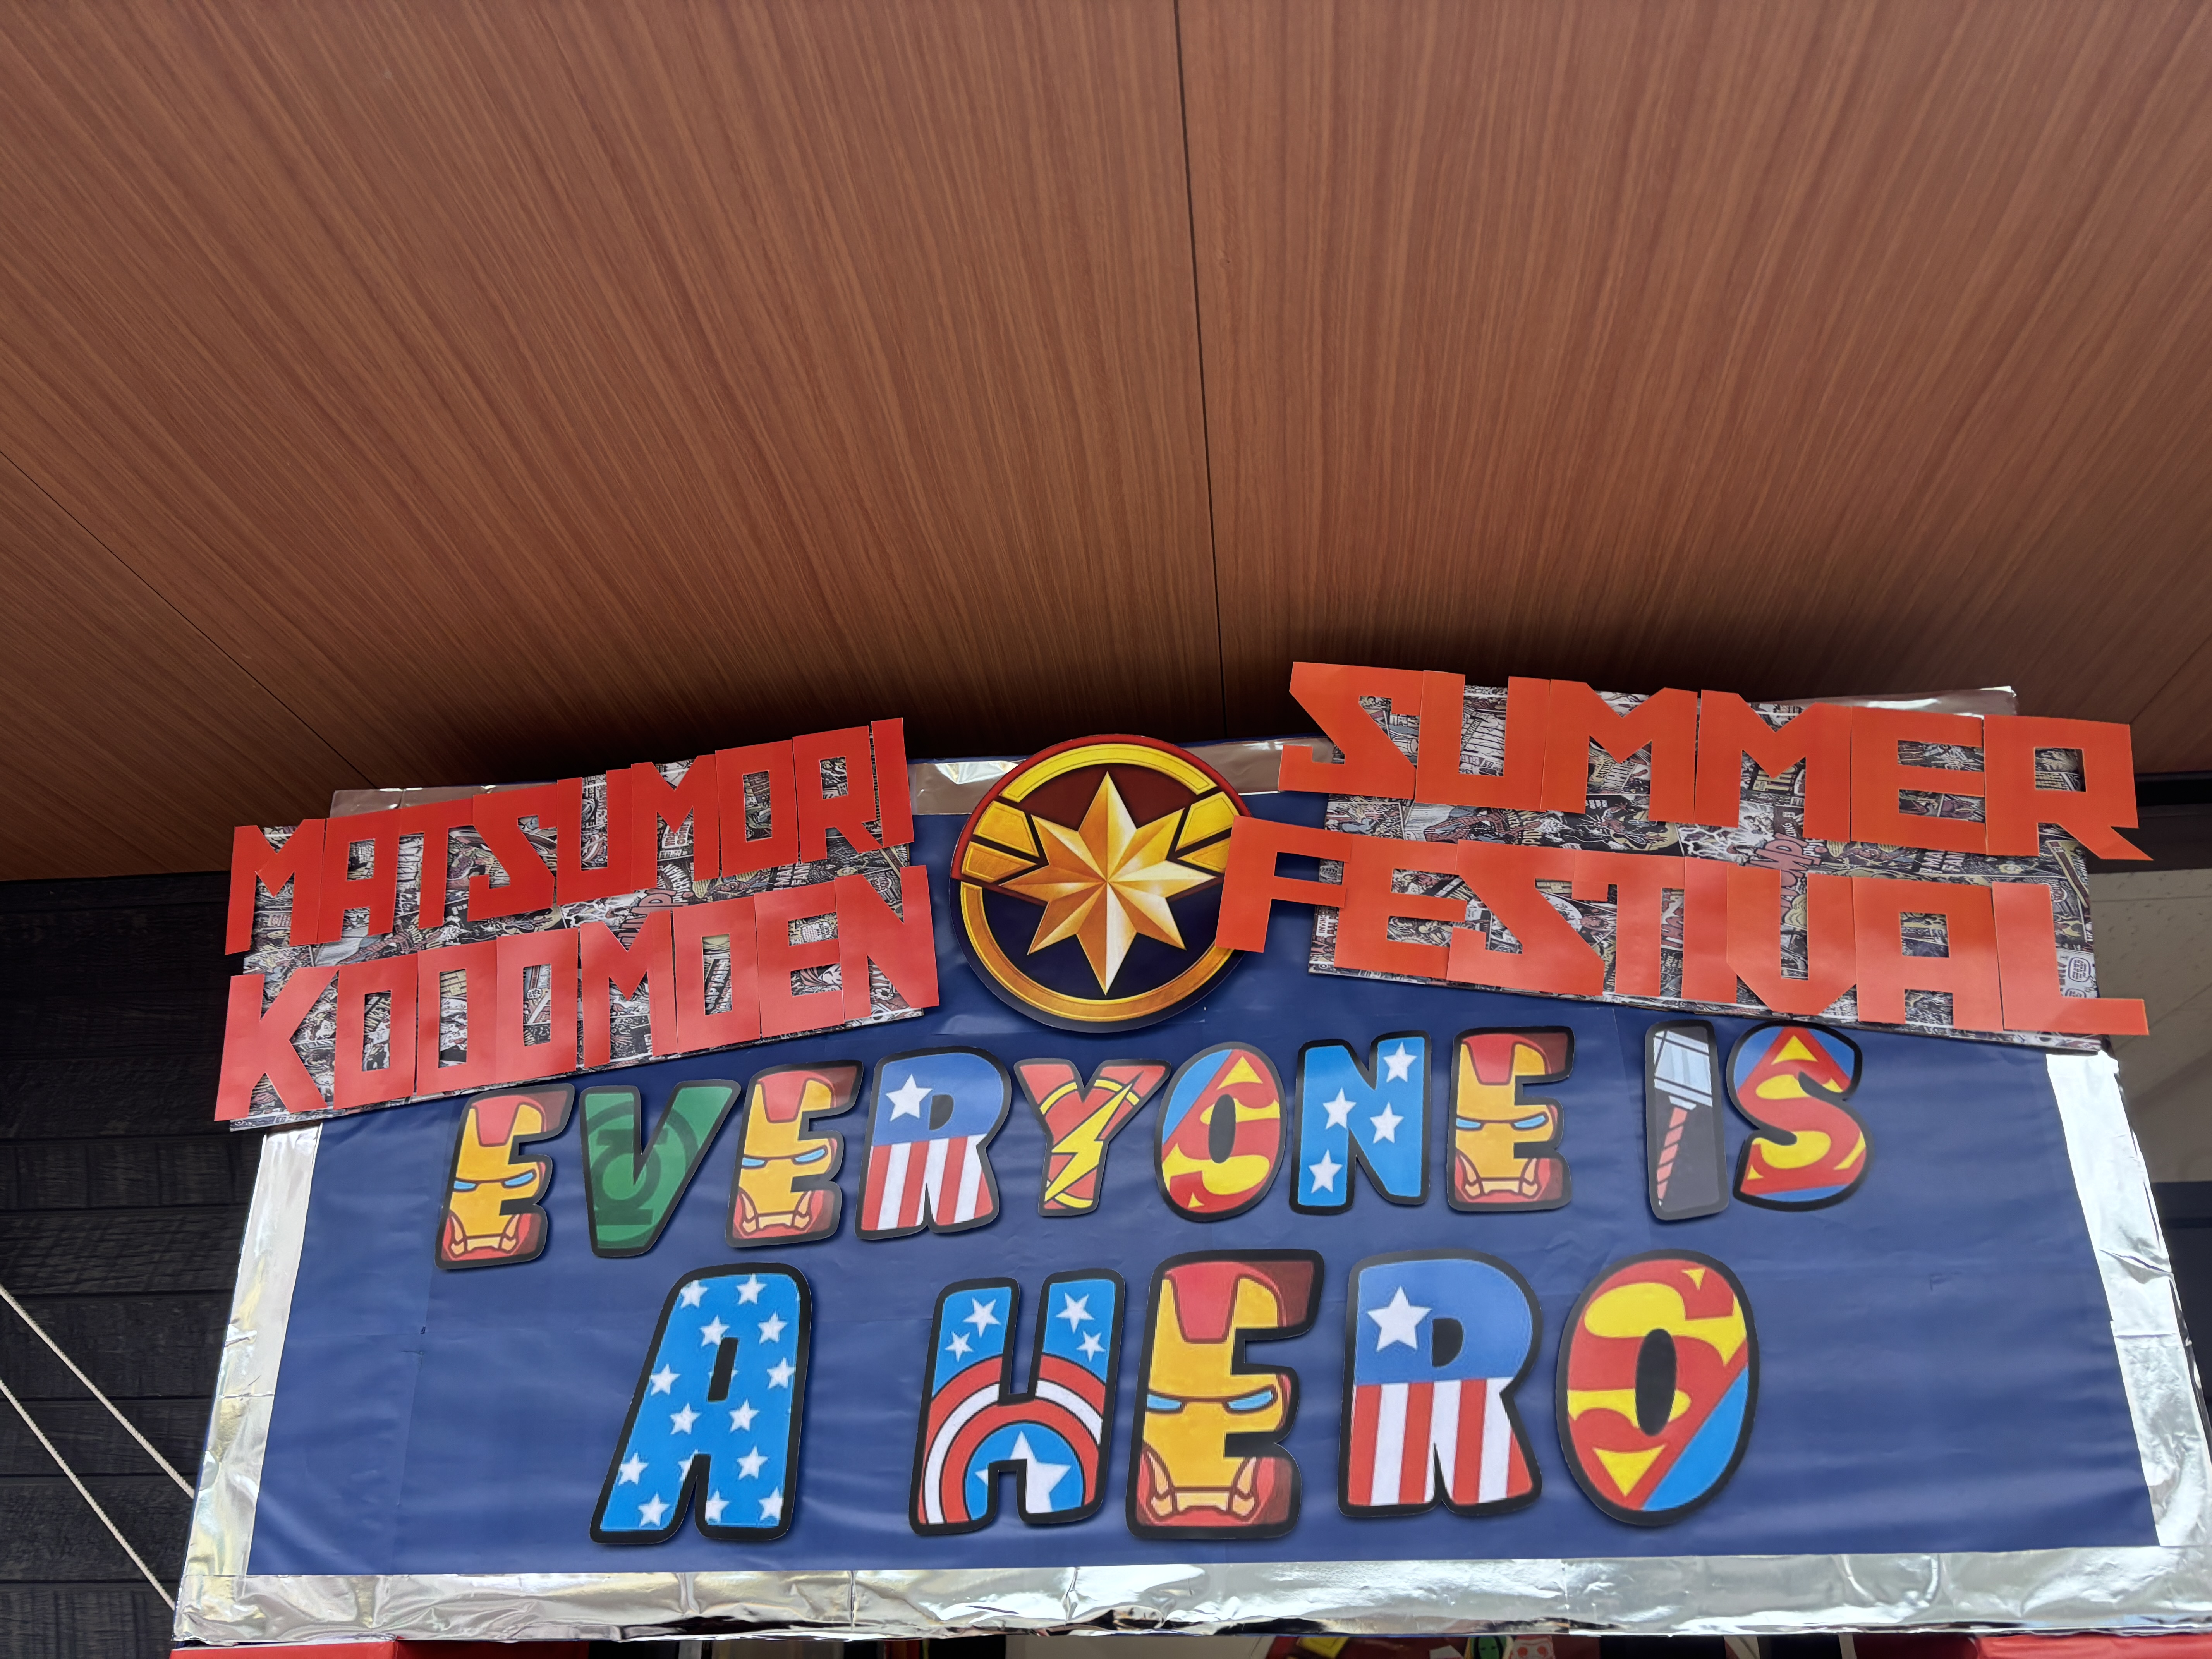 MATSUMORI
KODOMOEN
SUMMER
FESTIVAL
EVERYONE IS
A HERO